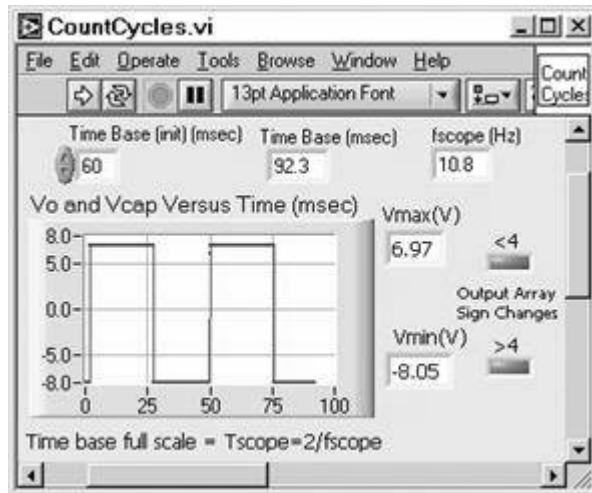 CountCycles.vi
File Edit Operate Tools Browse Window Help
13pt Application Font
Count
Cycles
Time Base (init) (msec) Time Base (msec) fscope (Hz)
60 92.3 10.8
Vo and Vcap Versus Time (msec)
Vmax(V)
6.97 <4
8.0-
5.0-
0.0-
-5.0-
-8.0-
0 25 50 75 100
Output Array
Sign Changes
Vmin(V) >4
-8.05
Time base full scale = Tscope=2/fscope